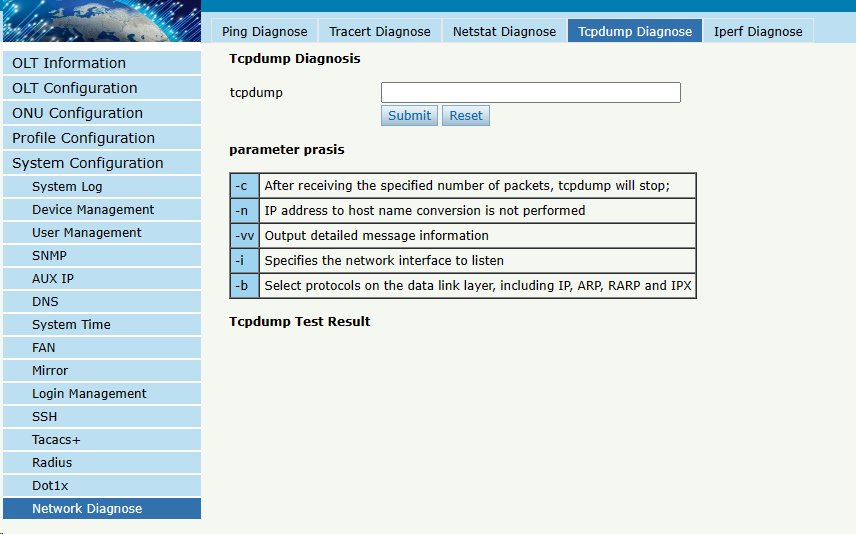 Ping Diagnose Tracert Diagnose Netstat Diagnose Tcpdump Diagnose Iperf Diagnose
OLT Information
OLT Configuration
ONU Configuration
Profile Configuration
System Configuration
System Log
Device Management
User Management
SNMP
AUX IP
DNS
System Time
FAN
Mirror
Login Management
SSH
Tacacs+
Radius
Dot1x
Network Diagnose
Tcpdump Diagnosis
tcpdump
Submit Reset
parameter prasis
-c After receiving the specified number of packets, tcpdump will stop;
-n IP address to host name conversion is not performed
-vv Output detailed message information
-i Specifies the network interface to listen
-b Select protocols on the data link layer, including IP, ARP, RARP and IPX
Tcpdump Test Result